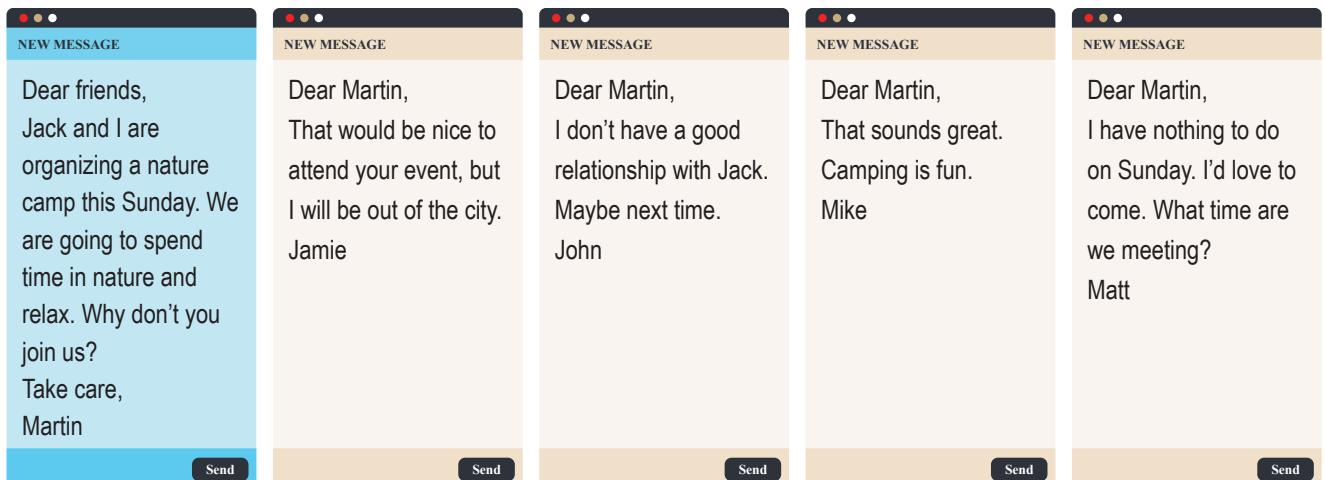 NEW MESSAGE
Dear friends,
Jack and I are
organizing a nature
camp this Sunday. We
are going to spend
time in nature and
relax. Why don’t you
join us?
Take care,
Martin
Send
NEW MESSAGE
Dear Martin,
That would be nice to
attend your event, but
I will be out of the city.
Jamie
Send
NEW MESSAGE
Dear Martin,
I don’t have a good
relationship with Jack.
Maybe next time.
John
Send
NEW MESSAGE
Dear Martin,
That sounds great.
Camping is fun.
Mike
Send
NEW MESSAGE
Dear Martin,
I have nothing to do
on Sunday. I’d love to
come. What time are
we meeting?
Matt
Send